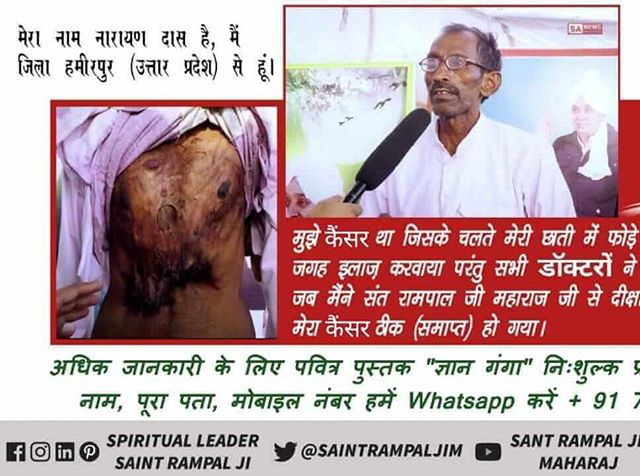 मेरा नाम नारायण दास है, मैं
जिला हमीरपुर (उत्तार प्रदेश) से हूं।
SA NEWS
मुझे कैंसर था जिसके चलते मेरी छाती में फोड़े
जगह इलाज़ करवाया परंतु सभी डॉक्टरों ने
जब मैंने संत रामपाल जी महाराज जी से दीक्षा
मेरा कैंसर ठीक (समाप्त) हो गया।
अधिक जानकारी के लिए पवित्र पुस्तक "ज्ञान गंगा" निःशुल्क प्र
नाम, पूरा पता, मोबाइल नंबर हमें Whatsapp करें + 91 7
SPIRITUAL LEADER
SAINT RAMPAL JI
@SAINTRAMPALJIM
SANT RAMPAL JI
MAHARAJ